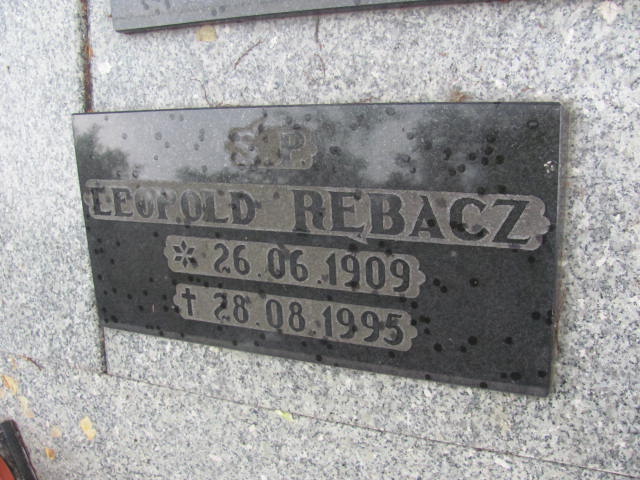 Ś.P.
LEOPOLD REBACZ
* 26.06.1909
† 28.08.1995